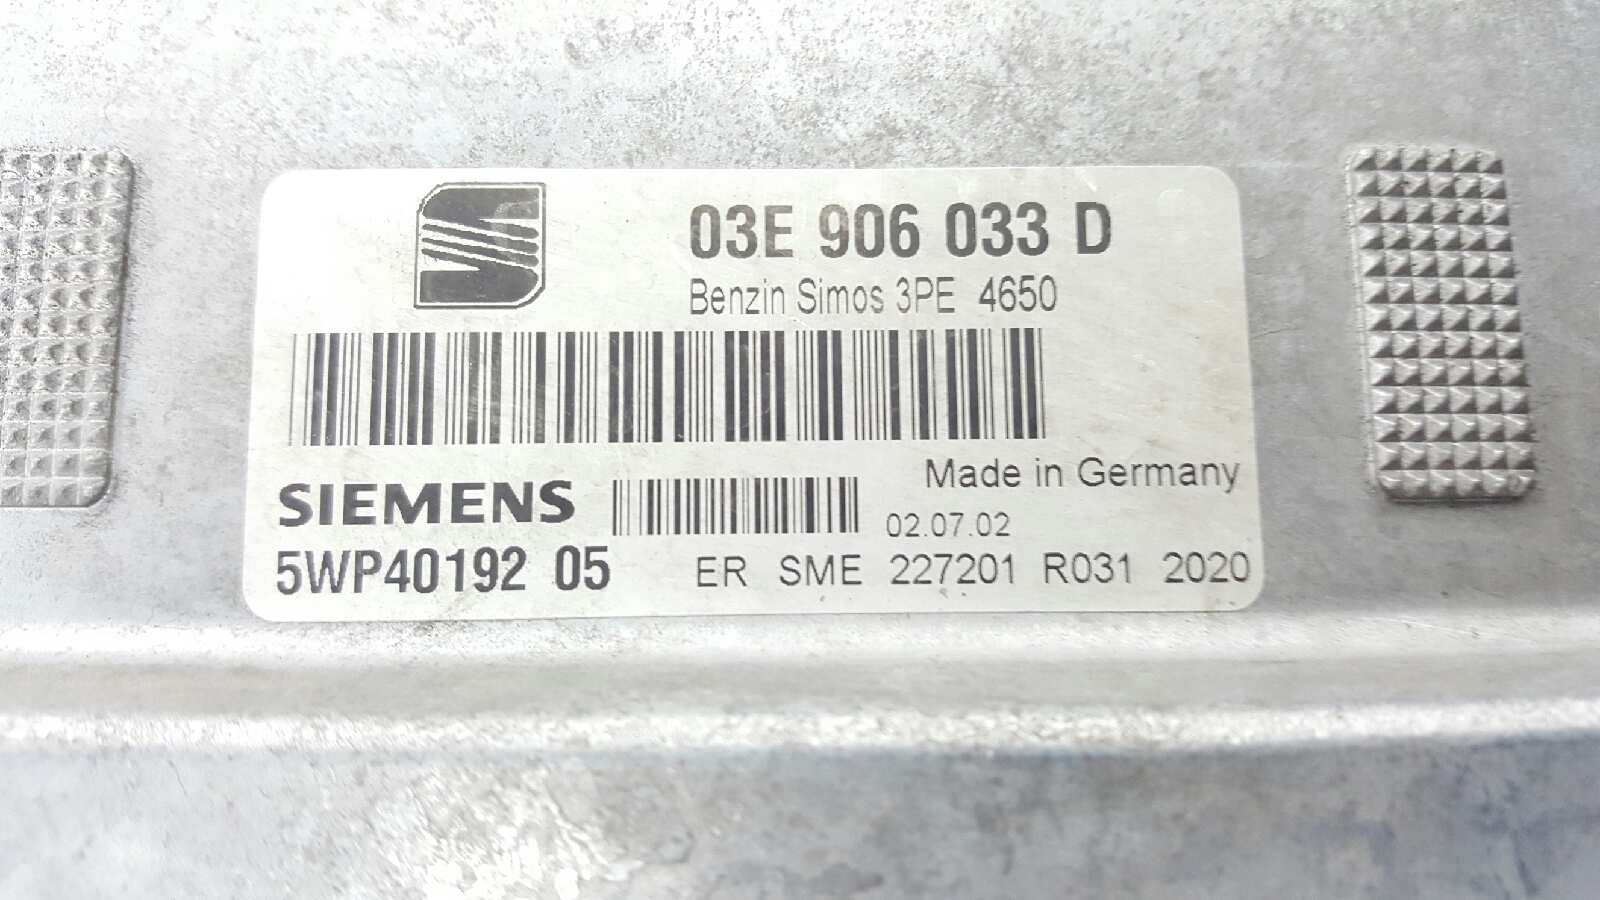 03E 906 033 D
Benzin Simos 3PE 4650
Made in Germany
SIEMENS
02.07.02
5WP40192 05
ER SME 227201 R031 2020